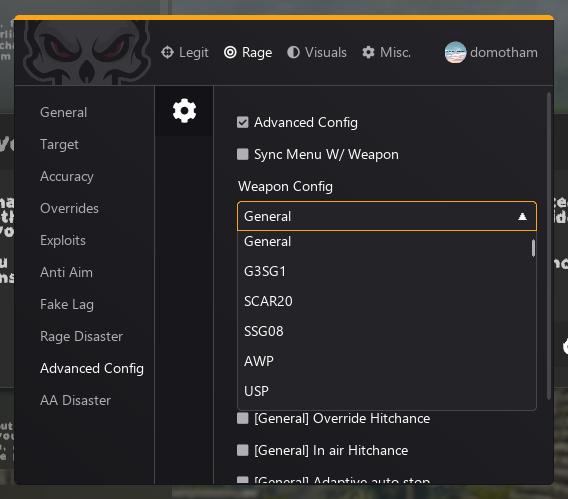 Legit
Rage
Visuals
Misc.
domotham
General
Target
Accuracy
Overrides
Exploits
Anti Aim
Fake Lag
Rage Disaster
Advanced Config
AA Disaster
Advanced Config
Sync Menu W/ Weapon
Weapon Config
General
General
G3SG1
SCAR20
SSG08
AWP
USP
[General] Override Hitchance
[General] In air Hitchance
[General] Adaptive auto stop